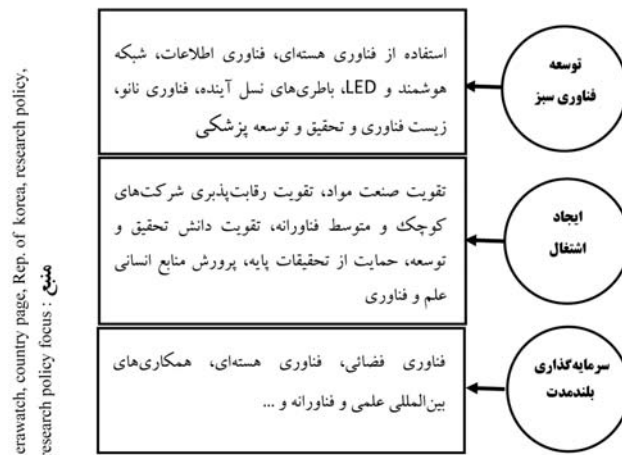 توسعه
فناوری سبز
استفاده از فناوری هسته‌ای، فناوری اطلاعات، شبکه
هوشمند و LED، باطری‌های نسل آینده، فناوری نانو،
زیست فناوری و تحقیق و توسعه پزشکی
ایجاد
اشتغال
تقویت صنعت مواد، تقویت رقابت‌پذیری شرکت‌های
کوچک و متوسط فناورانه، تقویت دانش تحقیق و
توسعه، حمایت از تحقیقات پایه، پرورش منابع انسانی
علم و فناوری
سرمایه‌گذاری
بلندمدت
فناوری فضائی، فناوری هسته‌ای، همکاری‌های
بین‌المللی علمی و فناورانه و ...
erawatch, country page, Rep. of korea, research policy,
research policy focus : منبع